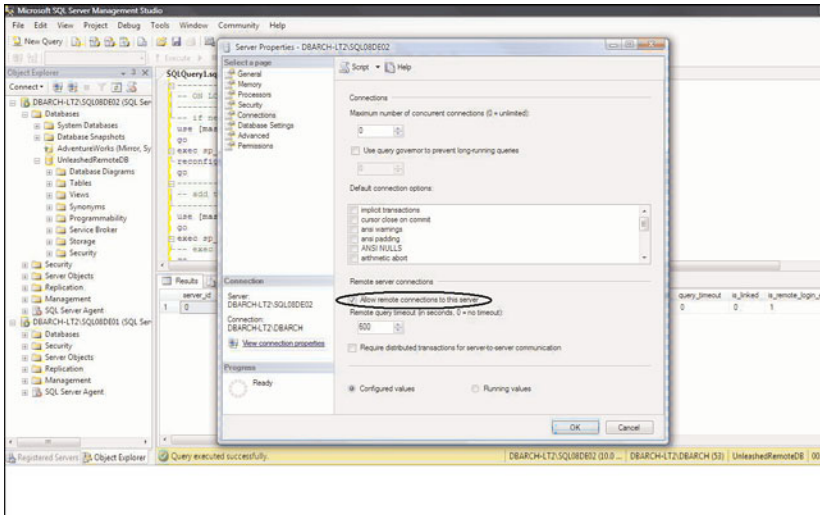 Microsoft SQL Server Management Studio
File Edit View Project Debug Tools Window Community Help
New Query
Execute
Object Explorer
Connect
DBARCH-LT2\SQL08DE02 (SQL Ser
Databases
System Databases
Database Snapshots
AdventureWorks (Mirror, Sy
UnleashedRemoteDB
Database Diagrams
Tables
Views
Synonyms
Programmability
Service Broker
Storage
Security
Security
Server Objects
Replication
Management
SQL Server Agent
DBARCH-LT2\SQL08DE01 (SQL Ser
Databases
Security
Server Objects
Replication
Management
SQL Server Agent
Registered Servers
Object Explorer
SQLQuery1.sq
-- if ne
use [mas
go
exec sp_
reconfig
go
-- add
use [mas
go
exec sp_
-- exec
Results
server_id
1 0
Server Properties - DBARCH-LT2\SQL08DE02
Select a page
General
Memory
Processors
Security
Connections
Database Settings
Advanced
Permissions
Connection
Server:
DBARCH-LT2\SQL08DE02
Connection:
DBARCH-LT2\DBARCH
View connection properties
Progress
Ready
Script Help
Connections
Maximum number of concurrent connections (0 = unlimited):
0
Use query governor to prevent long-running queries
0
Default connection options:
implicit transactions
cursor close on commit
ansi warnings
ansi padding
ANSI NULLS
arithmetic abort
Remote server connections
Allow remote connections to this server
Remote query timeout (in seconds, 0 = no timeout):
600
Require distributed transactions for server-to-server communication
Configured values
Running values
OK
Cancel
query_timeout is_linked is_remote_login_e
0 0 1
Query executed successfully.
DBARCH-LT2\SQL08DE02 (10.0 ...
DBARCH-LT2\DBARCH (53)
UnleashedRemoteDB
00